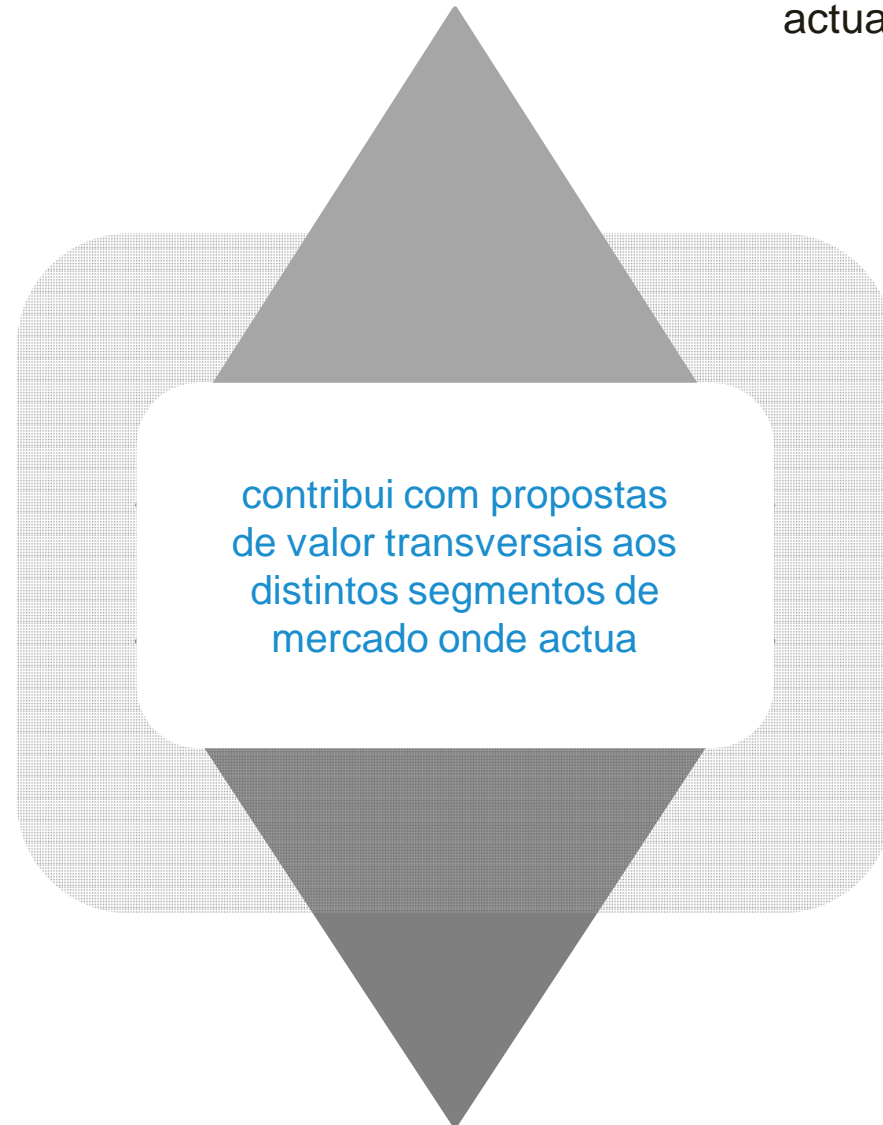 actua
contribui com propostas
de valor transversais aos
distintos segmentos de
mercado onde actua